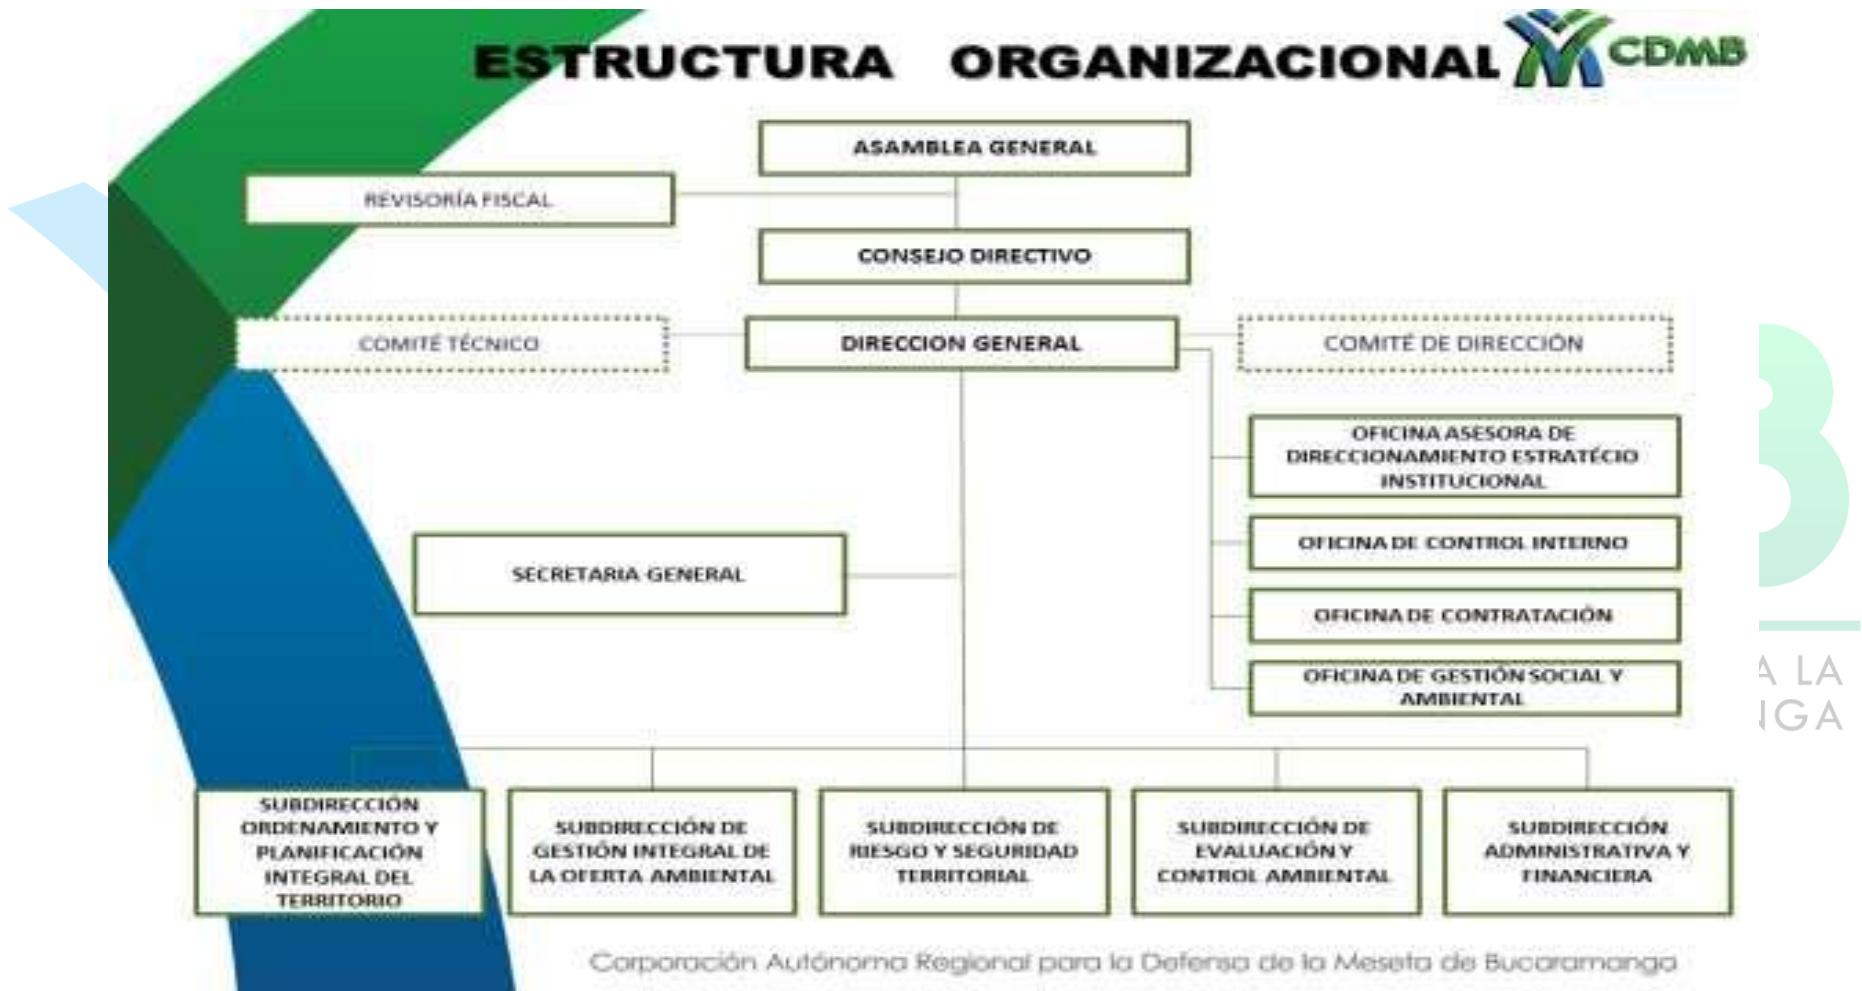 ESTRUCTURA ORGANIZACIONAL
CDMB
ASAMBLEA GENERAL
REVISORÍA FISCAL
CONSEJO DIRECTIVO
COMITÉ TÉCNICO
DIRECCION GENERAL
COMITÉ DE DIRECCIÓN
OFICINA ASESORA DE
DIRECCIONAMIENTO ESTRATÉCIO
INSTITUCIONAL
OFICINA DE CONTROL INTERNO
SECRETARIA GENERAL
OFICINA DE CONTRATACIÓN
OFICINA DE GESTIÓN SOCIAL Y
AMBIENTAL
A LA
NGA
SUBDIRECCIÓN
ORDENAMIENTO Y
PLANIFICACIÓN
INTEGRAL DEL
TERRITORIO
SUBDIRECCIÓN DE
GESTIÓN INTEGRAL DE
LA OFERTA AMBIENTAL
SUBDIRECCIÓN DE
RIESGO Y SEGURIDAD
TERRITORIAL
SUBDIRECCIÓN DE
EVALUACIÓN Y
CONTROL AMBIENTAL
SUBDIRECCIÓN
ADMINISTRATIVA Y
FINANCIERA
Corporación Autónoma Regional para la Defensa de la Meseta de Bucaramanga